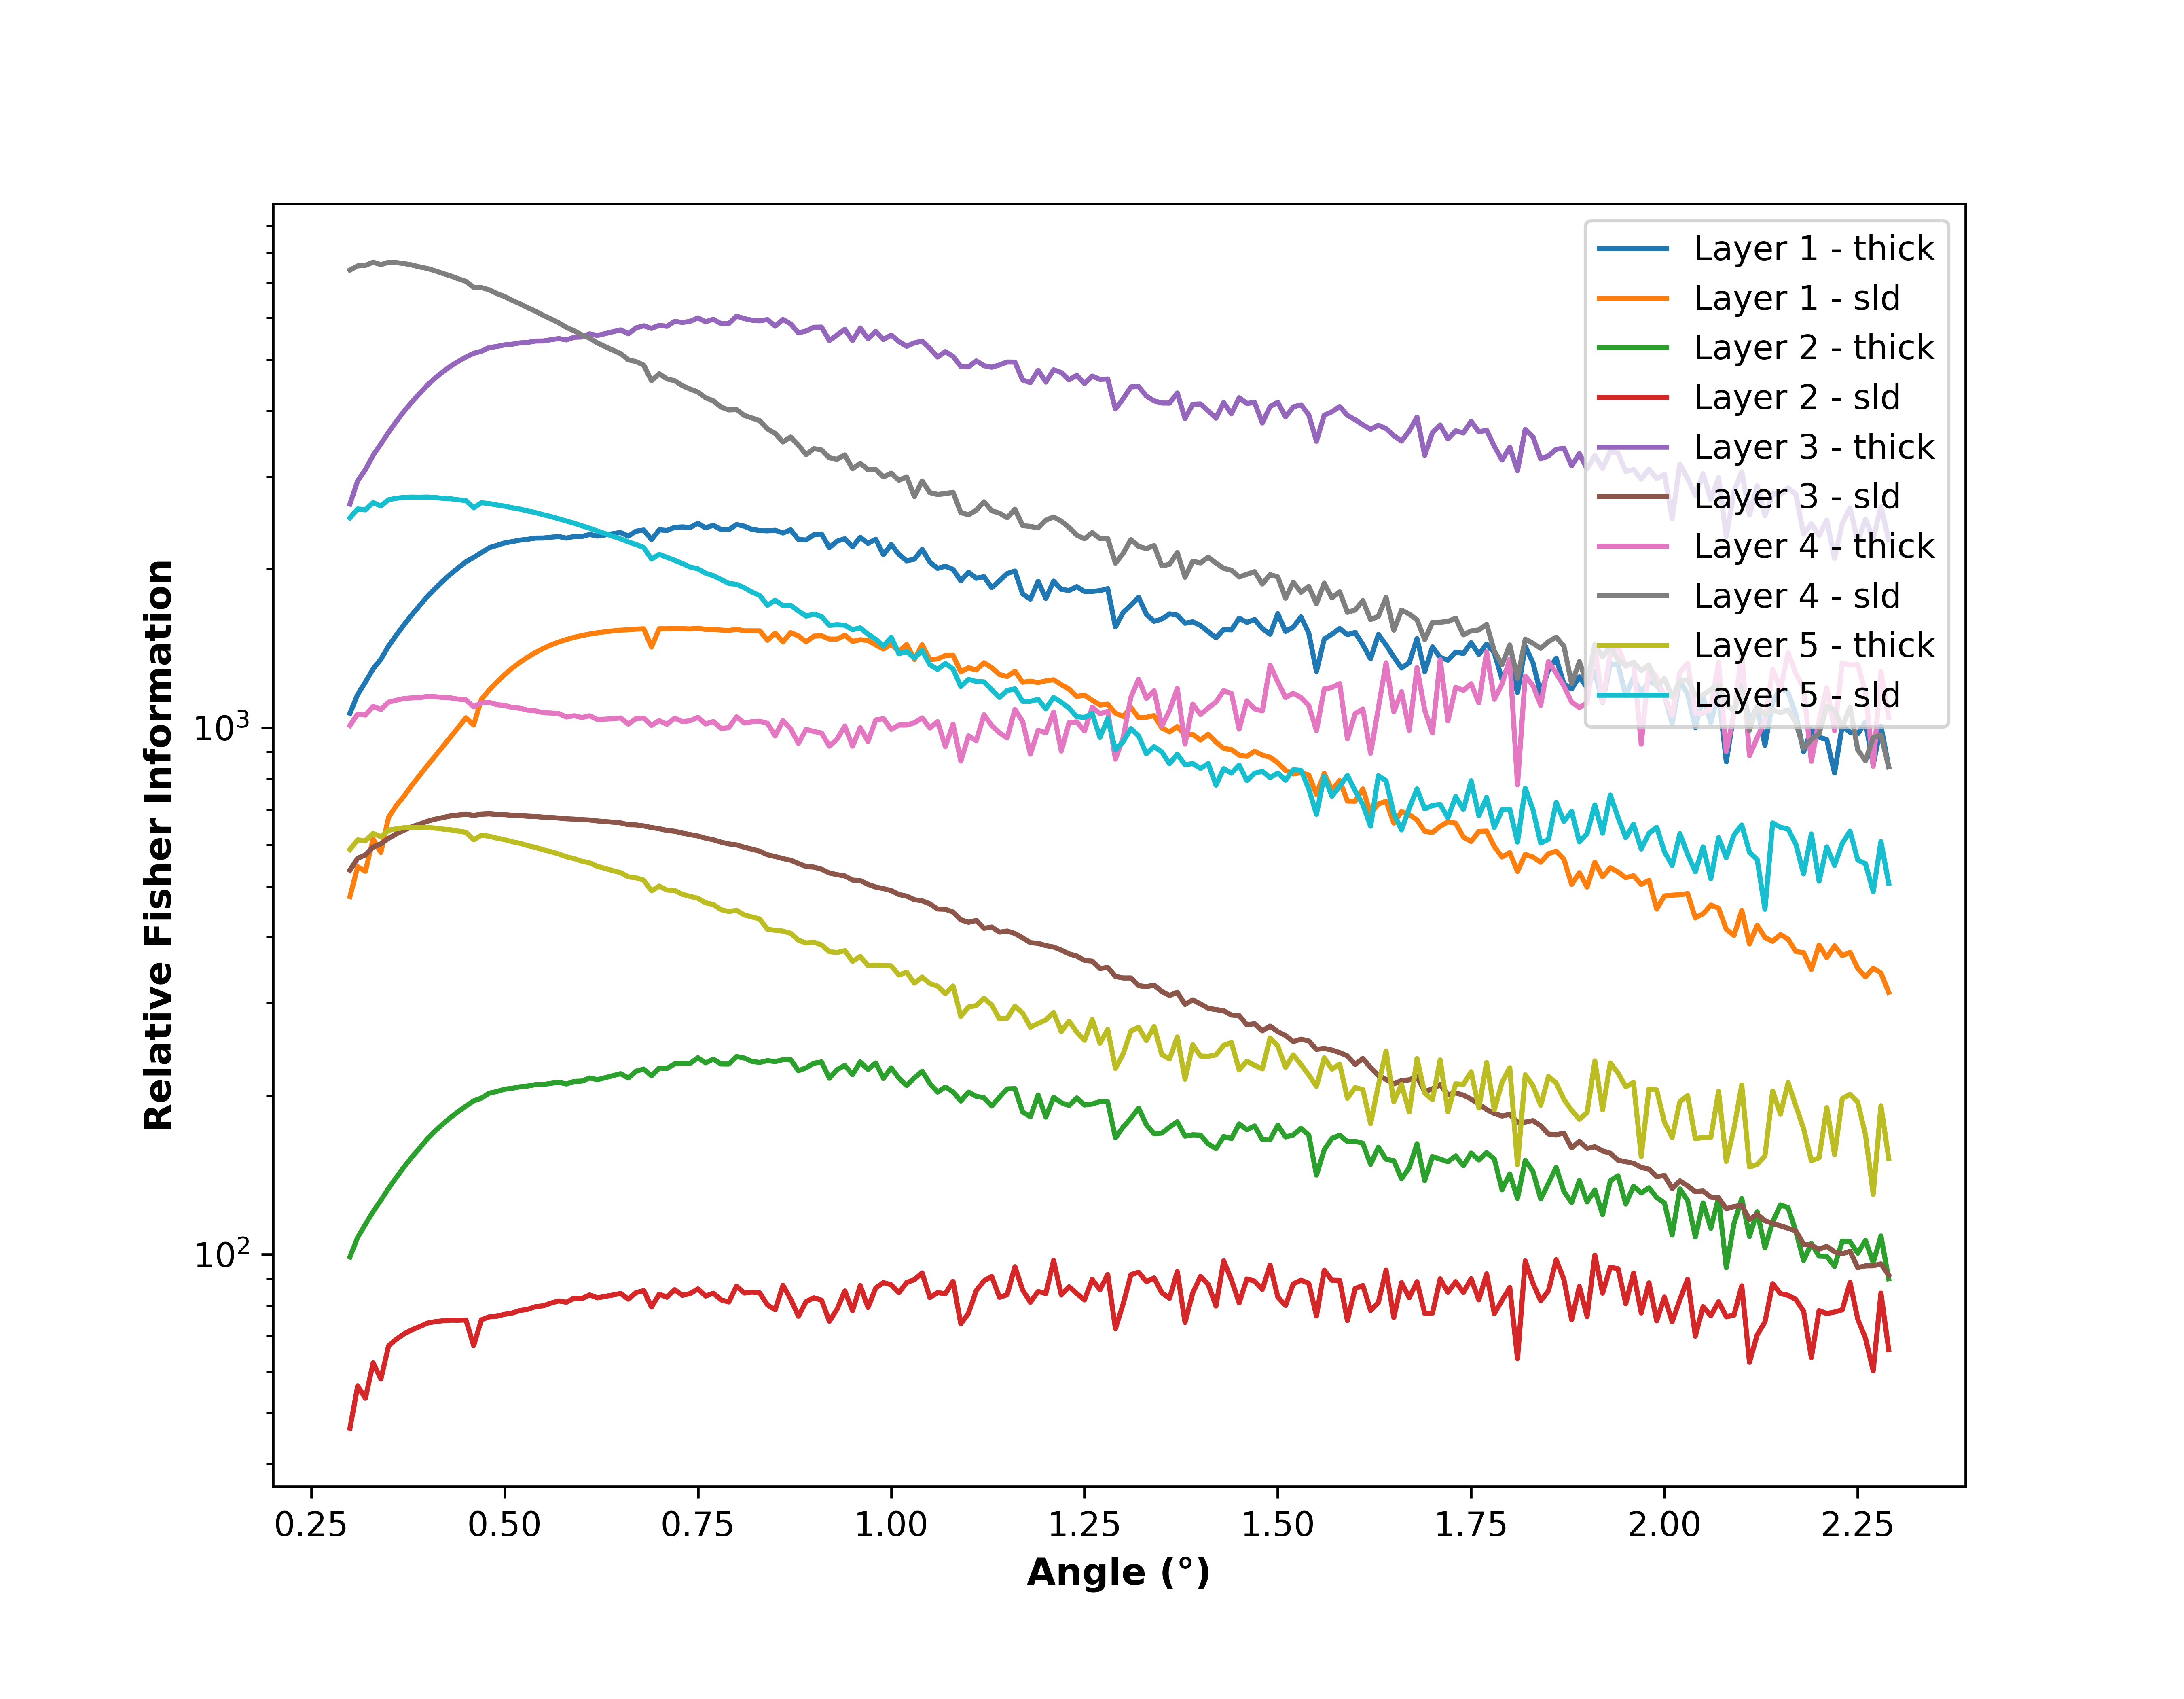 Relative Fisher Information
10³
10²
Layer 1 - thick
Layer 1 - sld
Layer 2 - thick
Layer 2 - sld
Layer 3 - thick
Layer 3 - sld
Layer 4 - thick
Layer 4 - sld
Layer 5 - thick
Layer 5 - sld
0.25 0.50 0.75 1.00 1.25 1.50 1.75 2.00 2.25
Angle (°)